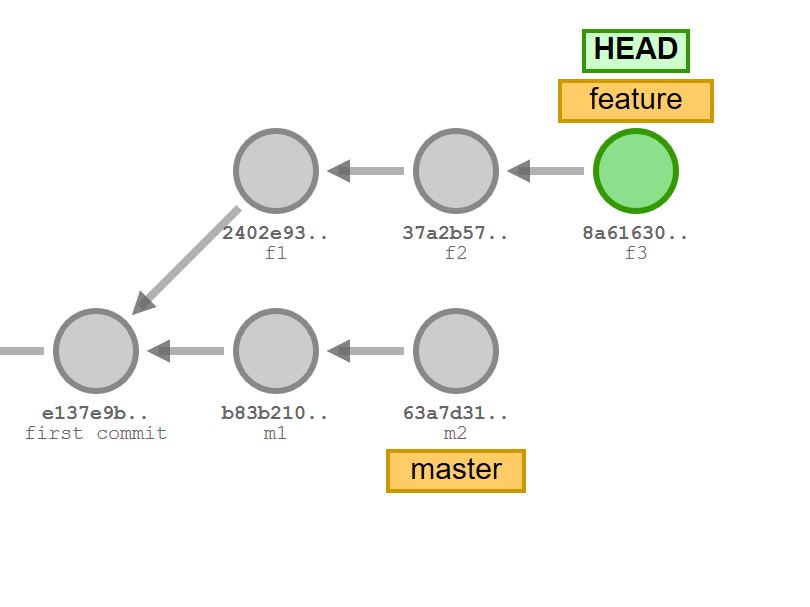 HEAD
feature
2402e93..
f1
37a2b57..
f2
8a61630..
f3
e137e9b..
first commit
b83b210..
m1
63a7d31..
m2
master